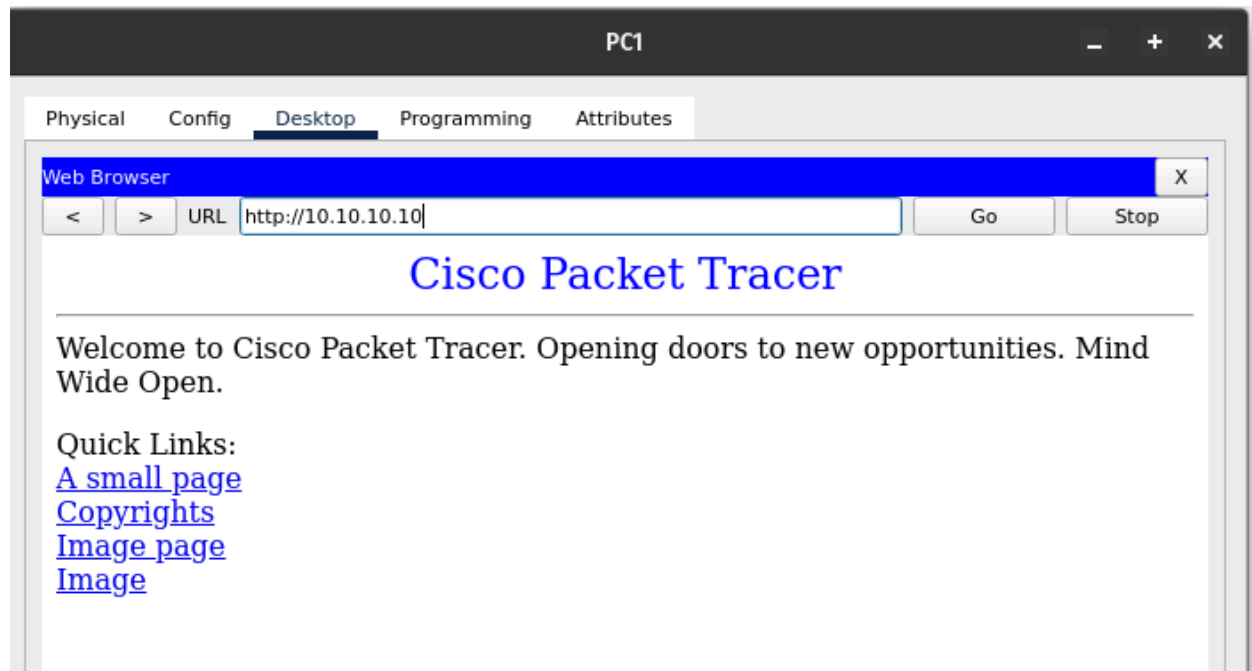 PC1
Physical Config Desktop Programming Attributes
Web Browser X
< > URL http://10.10.10.10 Go Stop
Cisco Packet Tracer
Welcome to Cisco Packet Tracer. Opening doors to new opportunities. Mind
Wide Open.
Quick Links:
A small page
Copyrights
Image page
Image